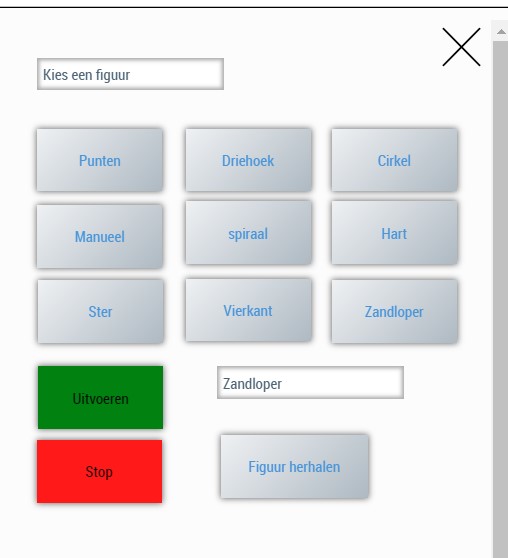 Kies een figuur
Punten
Driehoek
Cirkel
Manueel
spiraal
Hart
Ster
Vierkant
Zandloper
Uitvoeren
Zandloper
Stop
Figuur herhalen